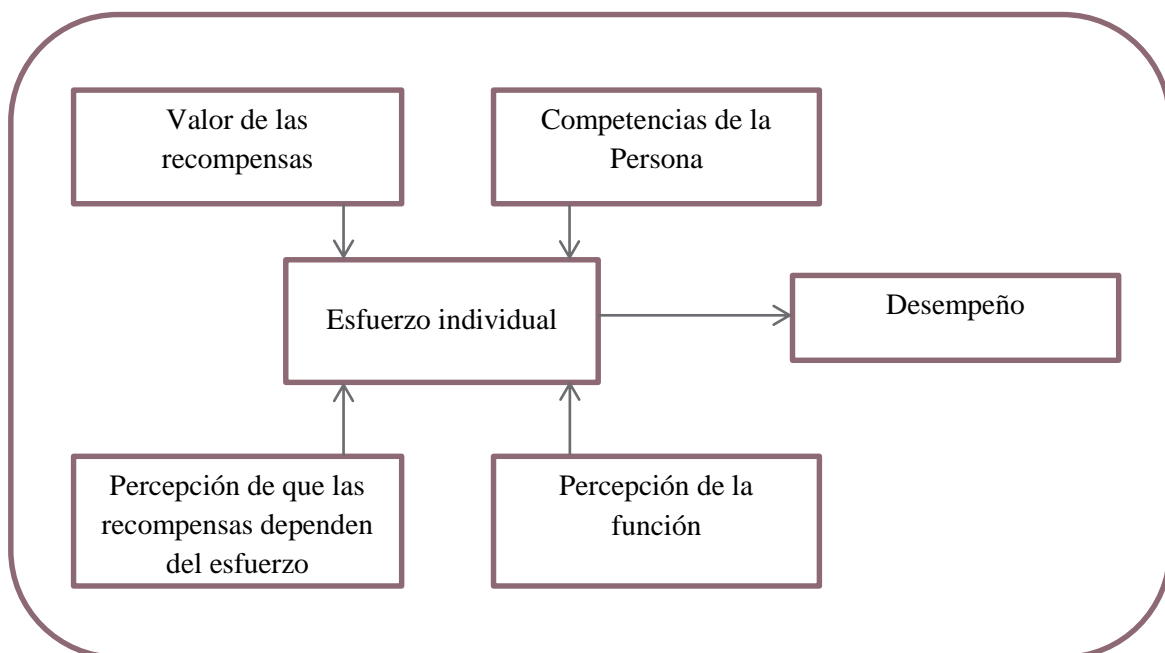 Valor de las
recompensas
Competencias de la
Persona
Esfuerzo individual
Desempeño
Percepción de que las
recompensas dependen
del esfuerzo
Percepción de la
función